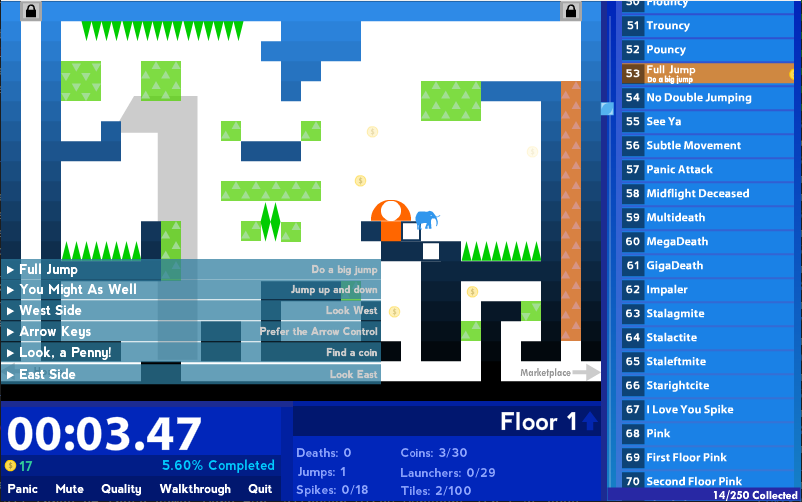 Full Jump Do a big jump
You Might As Well Jump up and down
West Side Look West
Arrow Keys Prefer the Arrow Control
Look, a Penny! Find a coin
East Side Look East
Marketplace
00:03.47
17 5.60% Completed
Panic Mute Quality Walkthrough Quit
Floor 1
Deaths: 0 Coins: 3/30
Jumps: 1 Launchers: 0/29
Spikes: 0/18 Tiles: 2/100
50 Flouncy
51 Trouncy
52 Pouncy
53 Full Jump
Do a big jump
54 No Double Jumping
55 See Ya
56 Subtle Movement
57 Panic Attack
58 Midflight Deceased
59 Multideath
60 MegaDeath
61 GigaDeath
62 Impaler
63 Stalagmite
64 Stalactite
65 Staleftmite
66 Starightcite
67 I Love You Spike
68 Pink
69 First Floor Pink
70 Second Floor Pink
14/250 Collected